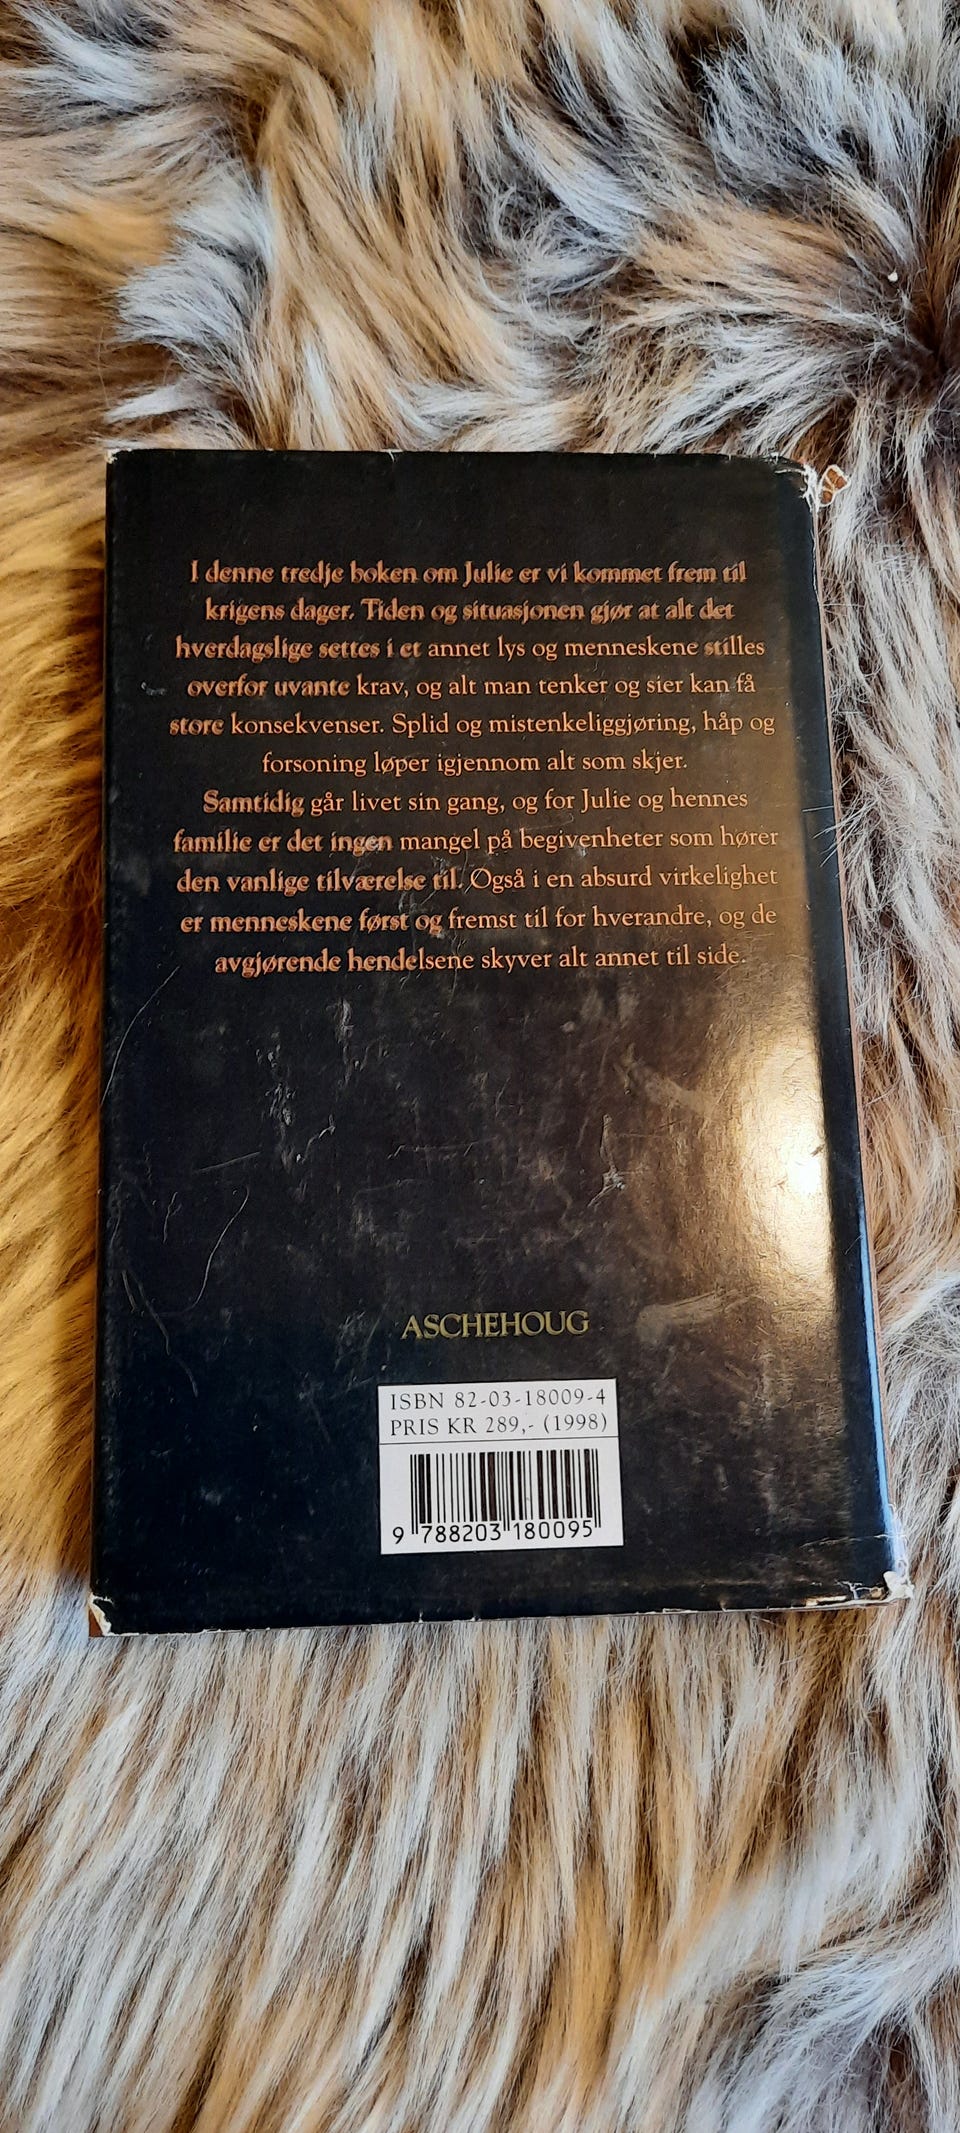 I denne tredje boken om Julie er vi kommet frem til
krigens dager. Tiden og situasjonen gjør at alt det
hverdagslige settes i et annet lys og menneskene stilles
overfor uvante krav, og alt man tenker og sier kan få
store konsekvenser. Splid og mistenkeliggjøring, håp og
forsoning løper igjennom alt som skjer.
Samtidig går livet sin gang, og for Julie og hennes
familie er det ingen mangel på begivenheter som hører
den vanlige tilværelse til. Også i en absurd virkelighet
er menneskene først og fremst til for hverandre, og de
avgjørende hendelsene skyver alt annet til side.
ASCHEHOUG
ISBN 82-03-18009-4
PRIS KR 289,- (1998)
9 788203 180095